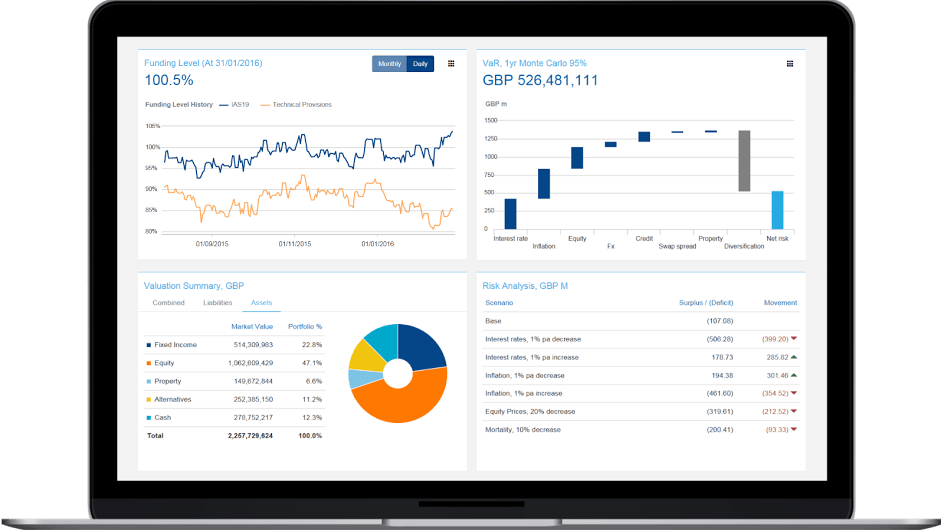 Funding Level (At 31/01/2016)
Monthly Daily
100.5%
Funding Level History IAS19 Technical Provisions
105%
100%
95%
90%
85%
80%
01/09/2015 01/11/2015 01/01/2016
VaR, 1yr Monte Carlo 95%
GBP 526,481,111
GBP m
1500
1250
1000
750
500
250
0
Interest rate Equity Credit Property Net risk
Inflation Fx Swap spread Diversification
Valuation Summary, GBP
Combined Liabilities Assets
Market Value Portfolio %
Fixed Income 514,309,983 22.8%
Equity 1,062,609,429 47.1%
Property 149,672,844 6.6%
Alternatives 252,385,150 11.2%
Cash 278,752,217 12.3%
Total 2,257,729,624 100.0%
Risk Analysis, GBP M
Scenario Surplus / (Deficit) Movement
Base (107.08)
Interest rates, 1% pa decrease (506.28) (399.20)
Interest rates, 1% pa increase 178.73 285.82
Inflation, 1% pa decrease 194.38 301.46
Inflation, 1% pa increase (461.60) (354.52)
Equity Prices, 20% decrease (319.61) (212.52)
Mortality, 10% decrease (200.41) (93.33)